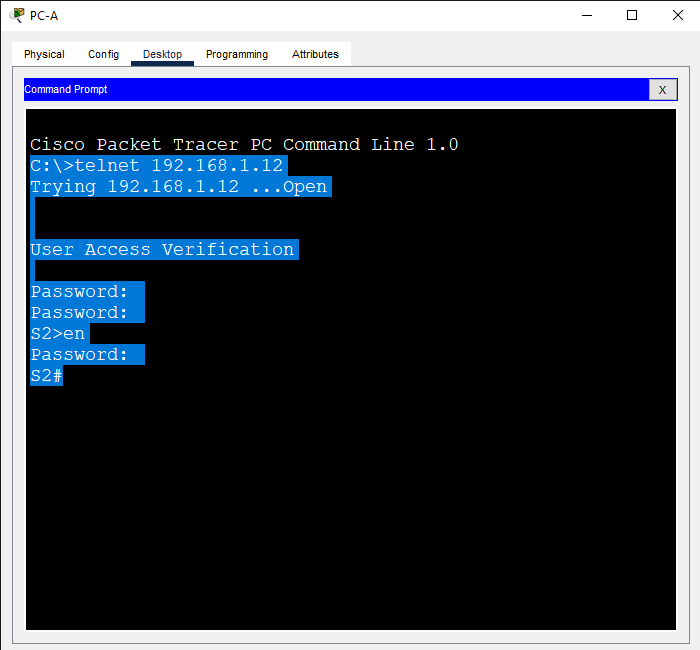 PC-A
Physical Config Desktop Programming Attributes
Command Prompt X
Cisco Packet Tracer PC Command Line 1.0
C:\>telnet 192.168.1.12
Trying 192.168.1.12 ...Open
User Access Verification
Password:
Password:
S2>en
Password:
S2#